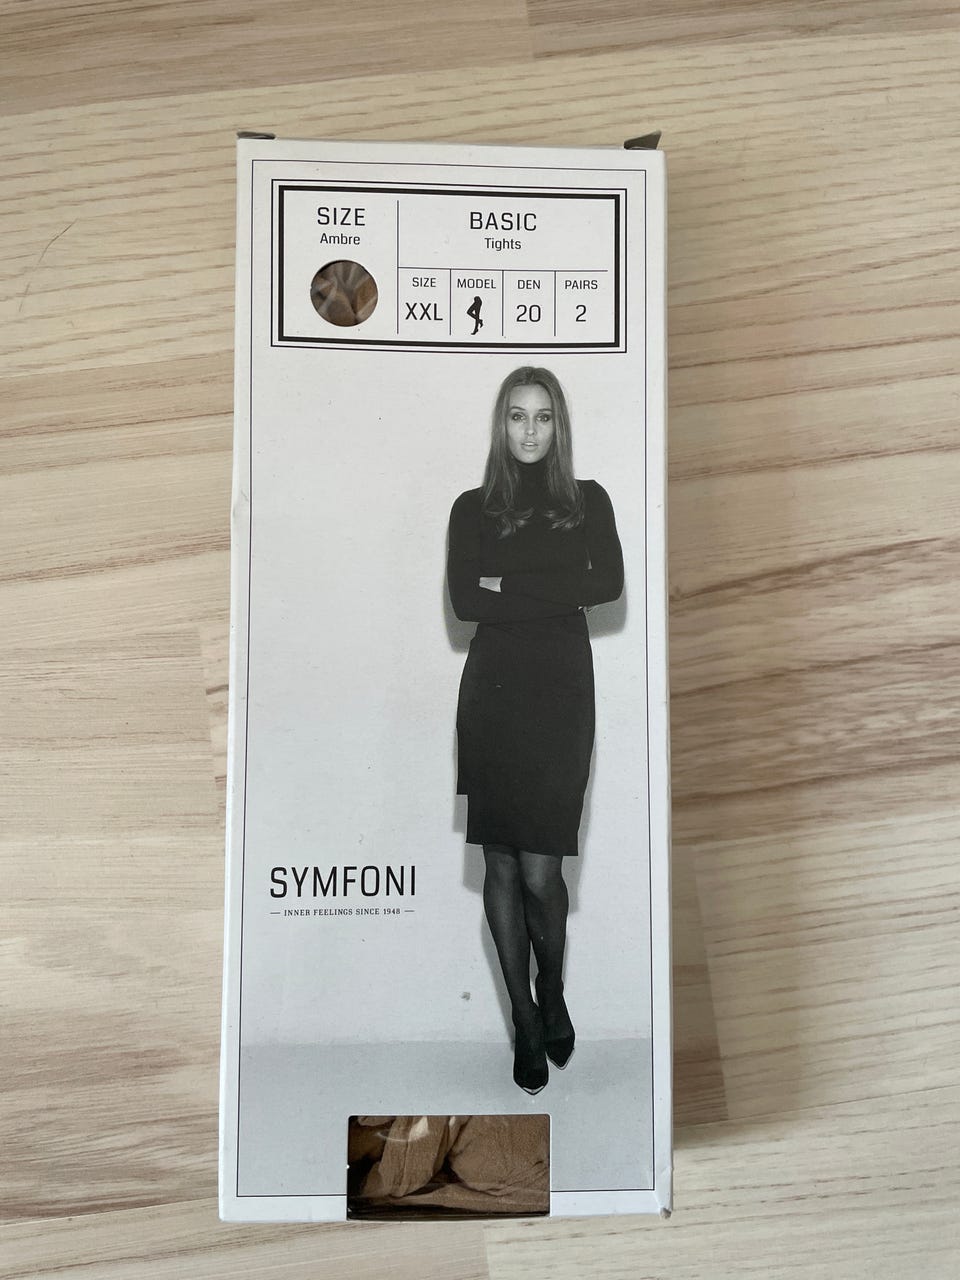 SIZE
Ambre
BASIC
Tights
SIZE MODEL DEN PAIRS
XXL 20 2
SYMFONI
— INNER FEELINGS SINCE 1948 —